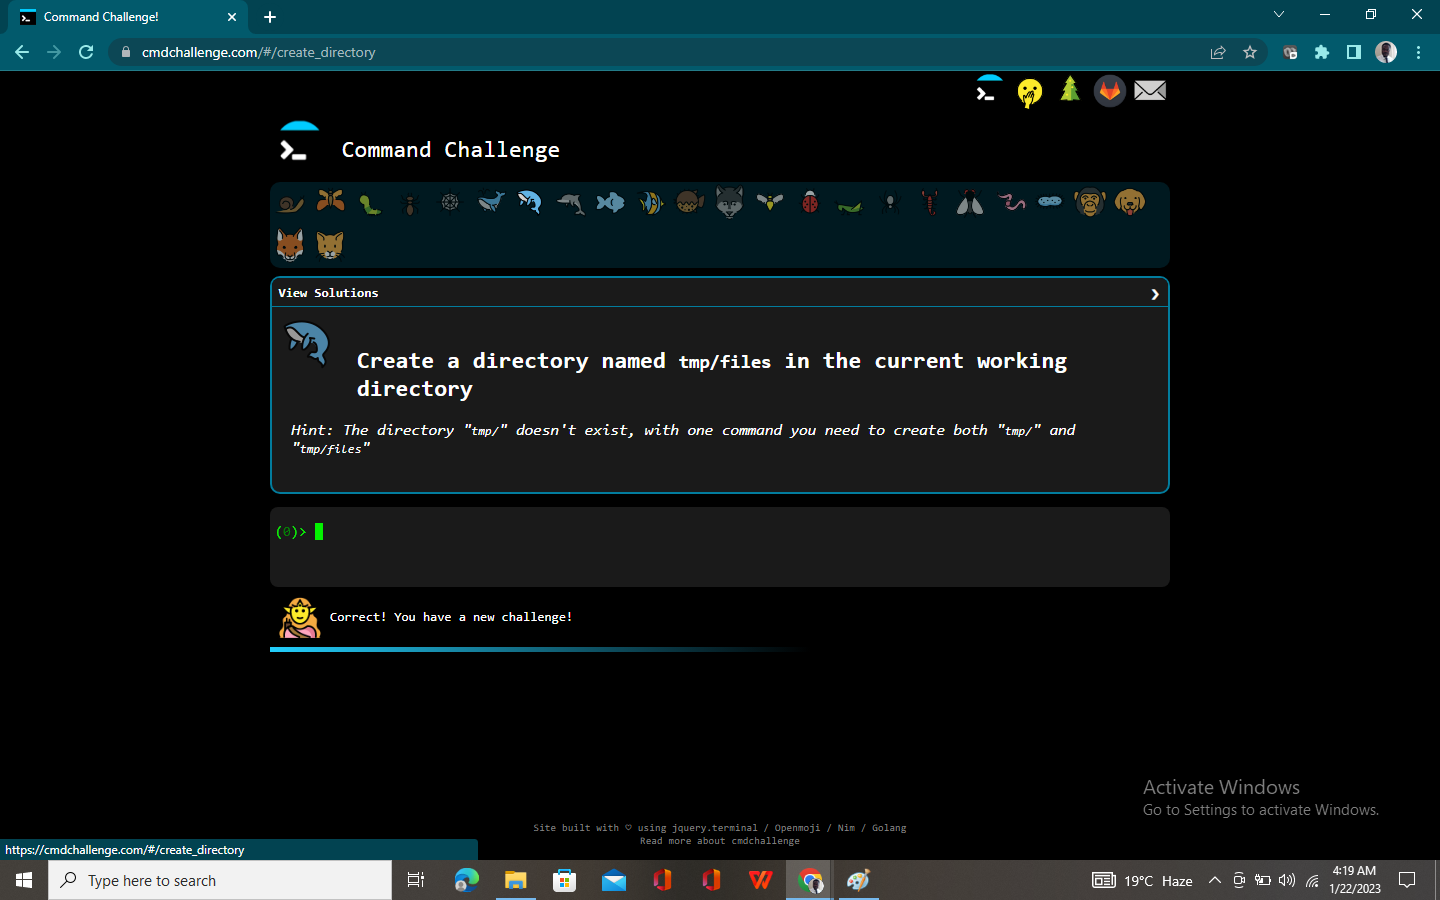 Command Challenge!
cmdchallenge.com/#/create_directory
Command Challenge
View Solutions
Create a directory named tmp/files in the current working
directory
Hint: The directory "tmp/" doesn't exist, with one command you need to create both "tmp/" and
"tmp/files"
(0)>
Correct! You have a new challenge!
Activate Windows
Go to Settings to activate Windows.
Site built with ♡ using jquery.terminal / Openmoji / Nim / Golang
Read more about cmdchallenge
https://cmdchallenge.com/#/create_directory
Type here to search
19°C Haze
4:19 AM
1/22/2023